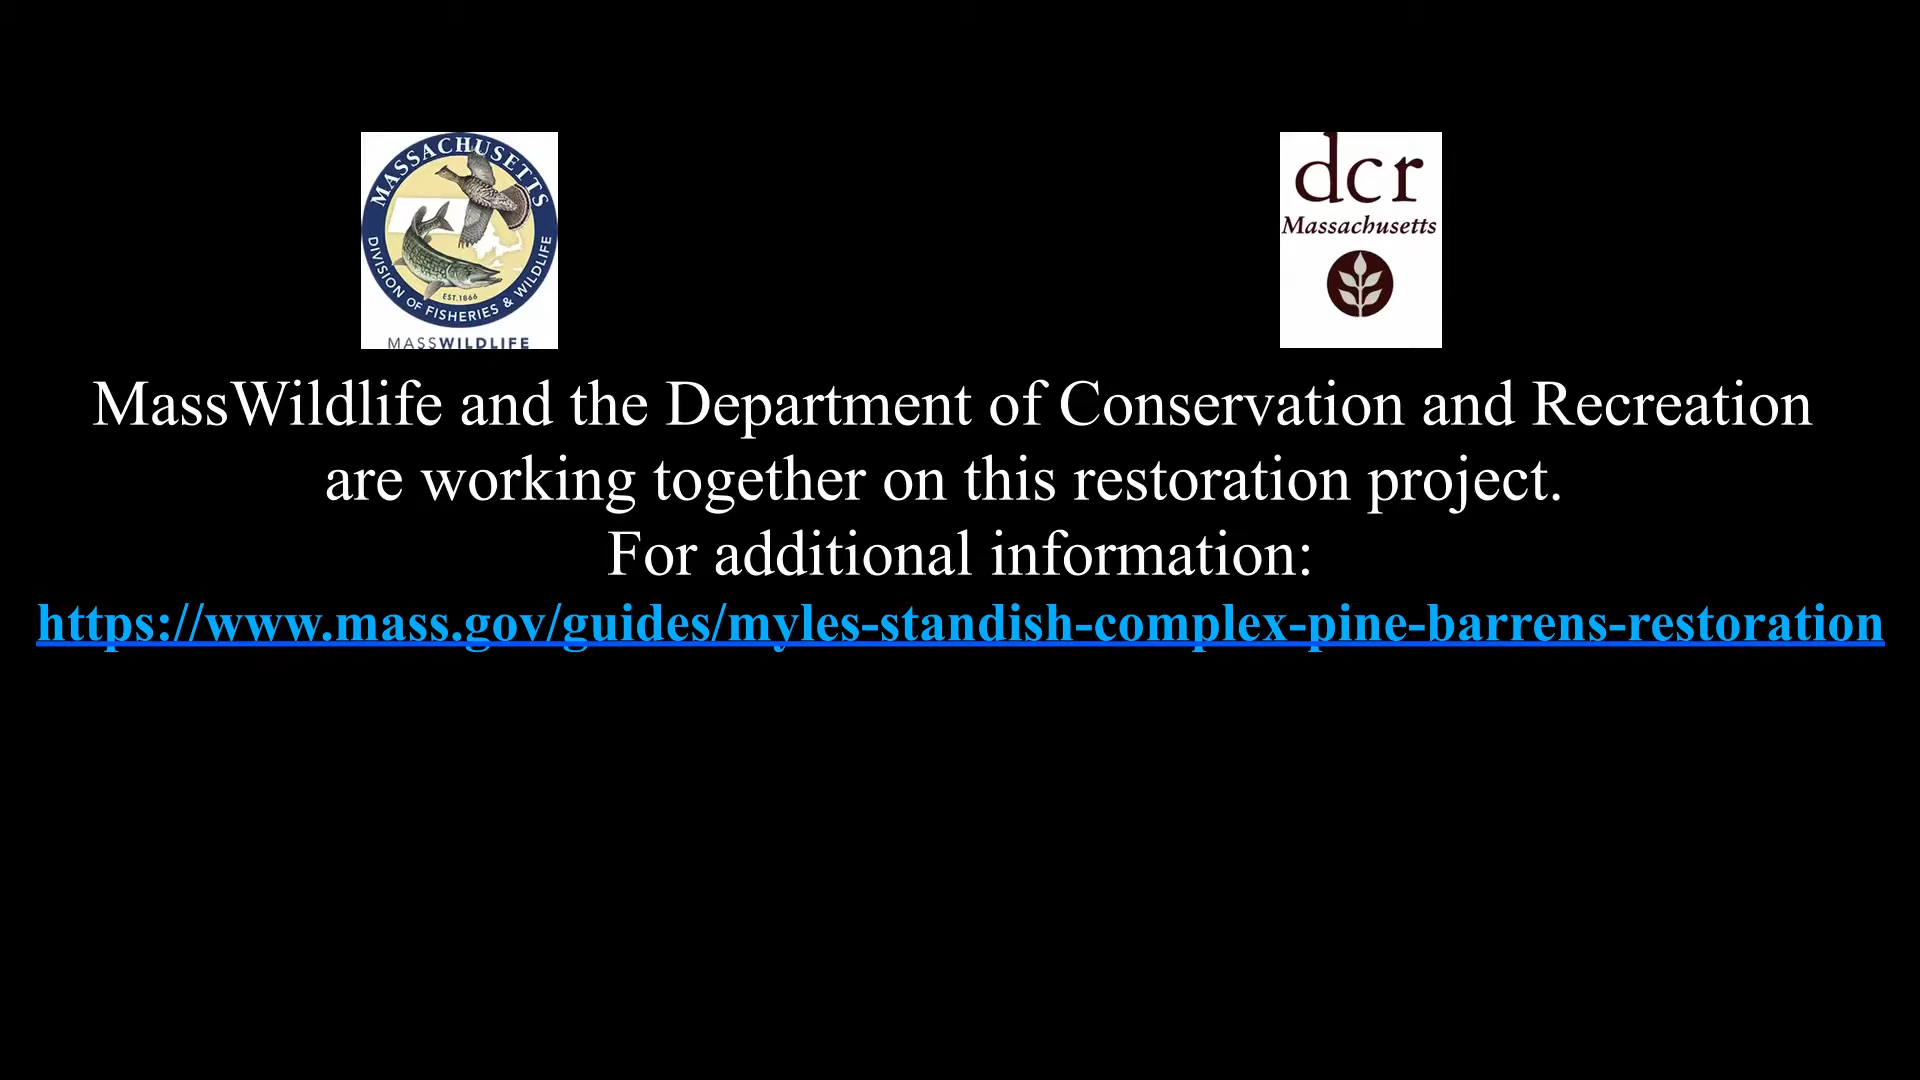 MASSACHUSETTS
DIVISION OF FISHERIES & WILDLIFE
EST. 1866
MASSWILDLIFE
dcr
Massachusetts
MassWildlife and the Department of Conservation and Recreation
are working together on this restoration project.
For additional information:
https://www.mass.gov/guides/myles-standish-complex-pine-barrens-restoration